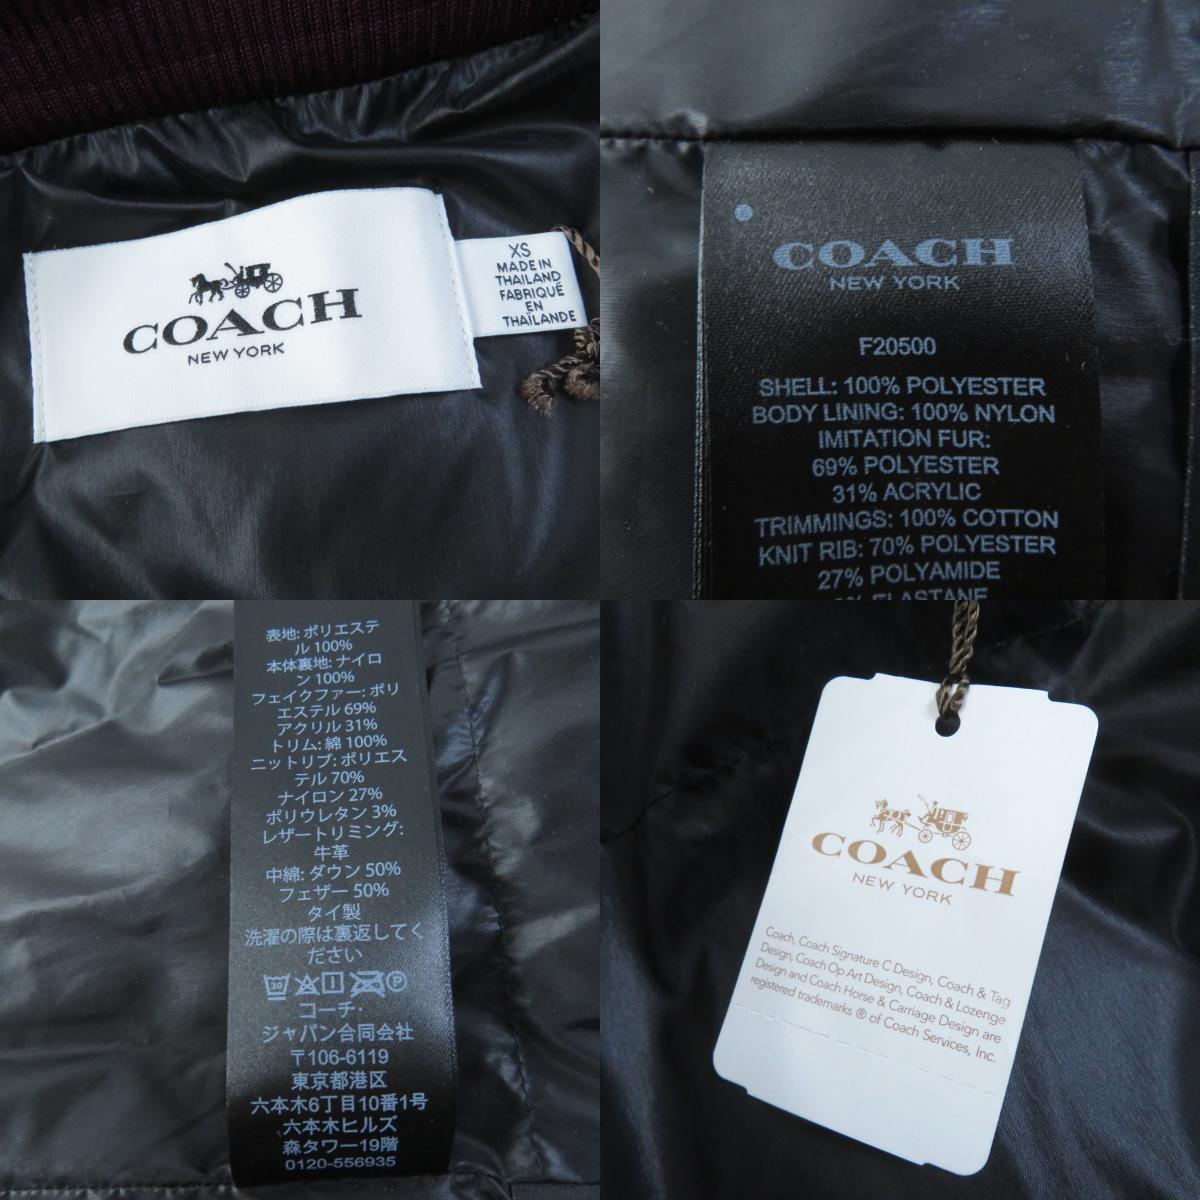 COACH
NEW YORK
XS
MADE IN
THAILAND
FABRIQUÉ
EN
THAÏLANDE
COACH
NEW YORK
F20500
SHELL: 100% POLYESTER
BODY LINING: 100% NYLON
IMITATION FUR:
69% POLYESTER
31% ACRYLIC
TRIMMINGS: 100% COTTON
KNIT RIB: 70% POLYESTER
27% POLYAMIDE
ELASTANE
表地: ポリエステ
ル 100%
本体裏地: ナイロ
ン 100%
フェイクファー: ポリ
エステル 69%
アクリル 31%
トリム: 綿 100%
ニットリブ: ポリエス
テル 70%
ナイロン 27%
ポリウレタン 3%
レザートリミング:
牛革
中綿: ダウン 50%
フェザー 50%
タイ製
洗濯の際は裏返してく
ださい
30 P
コーチ・
ジャパン合同会社
〒106-6119
東京都港区
六本木6丁目10番1号
六本木ヒルズ
森タワー19階
0120-556935
COACH
NEW YORK
Coach, Coach Signature C Design, Coach & Tag
Design, Coach Op Art Design, Coach & Lozenge
Design and Coach Horse & Carriage Design are
registered trademarks ® of Coach Services, Inc.